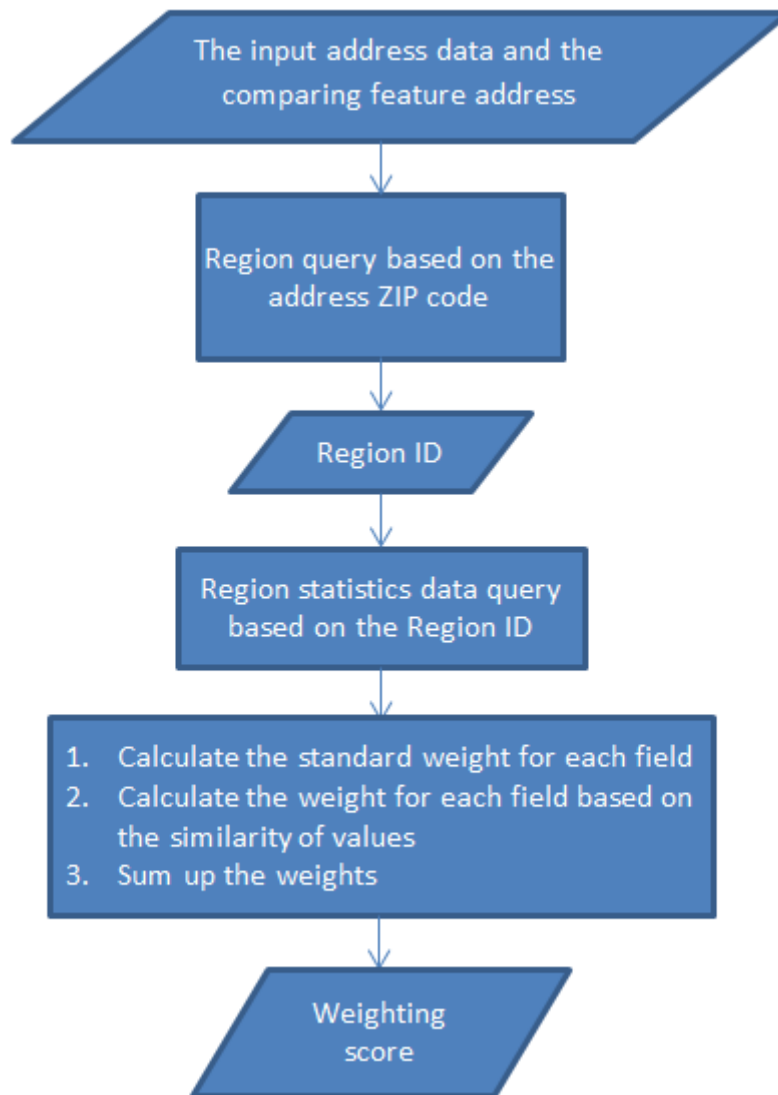 The input address data and the
comparing feature address
Region query based on the
address ZIP code
Region ID
Region statistics data query
based on the Region ID
1. Calculate the standard weight for each field
2. Calculate the weight for each field based on
the similarity of values
3. Sum up the weights
Weighting
score